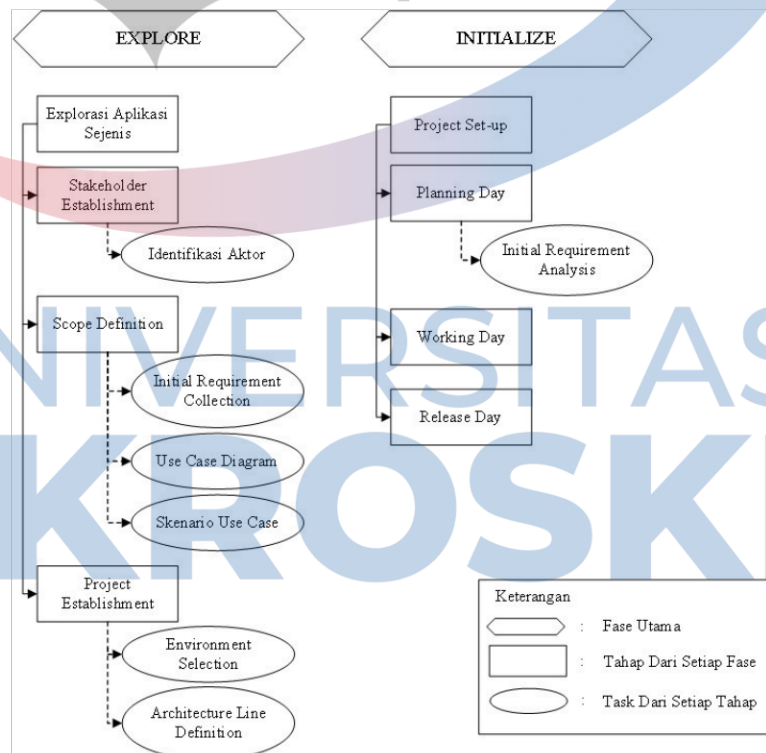 EXPLORE
Explorasi Aplikasi
Sejenis
Stakeholder
Establishment
Identifikasi Aktor
Scope Definition
Initial Requirement
Collection
Use Case Diagram
Skenario Use Case
Project
Establishment
Environment
Selection
Architecture Line
Definition
INITIALIZE
Project Set-up
Planning Day
Initial Requirement
Analysis
Working Day
Release Day
Keterangan
: Fase Utama
: Tahap Dari Setiap Fase
: Task Dari Setiap Tahap
NIVERSITAS
KROSKI